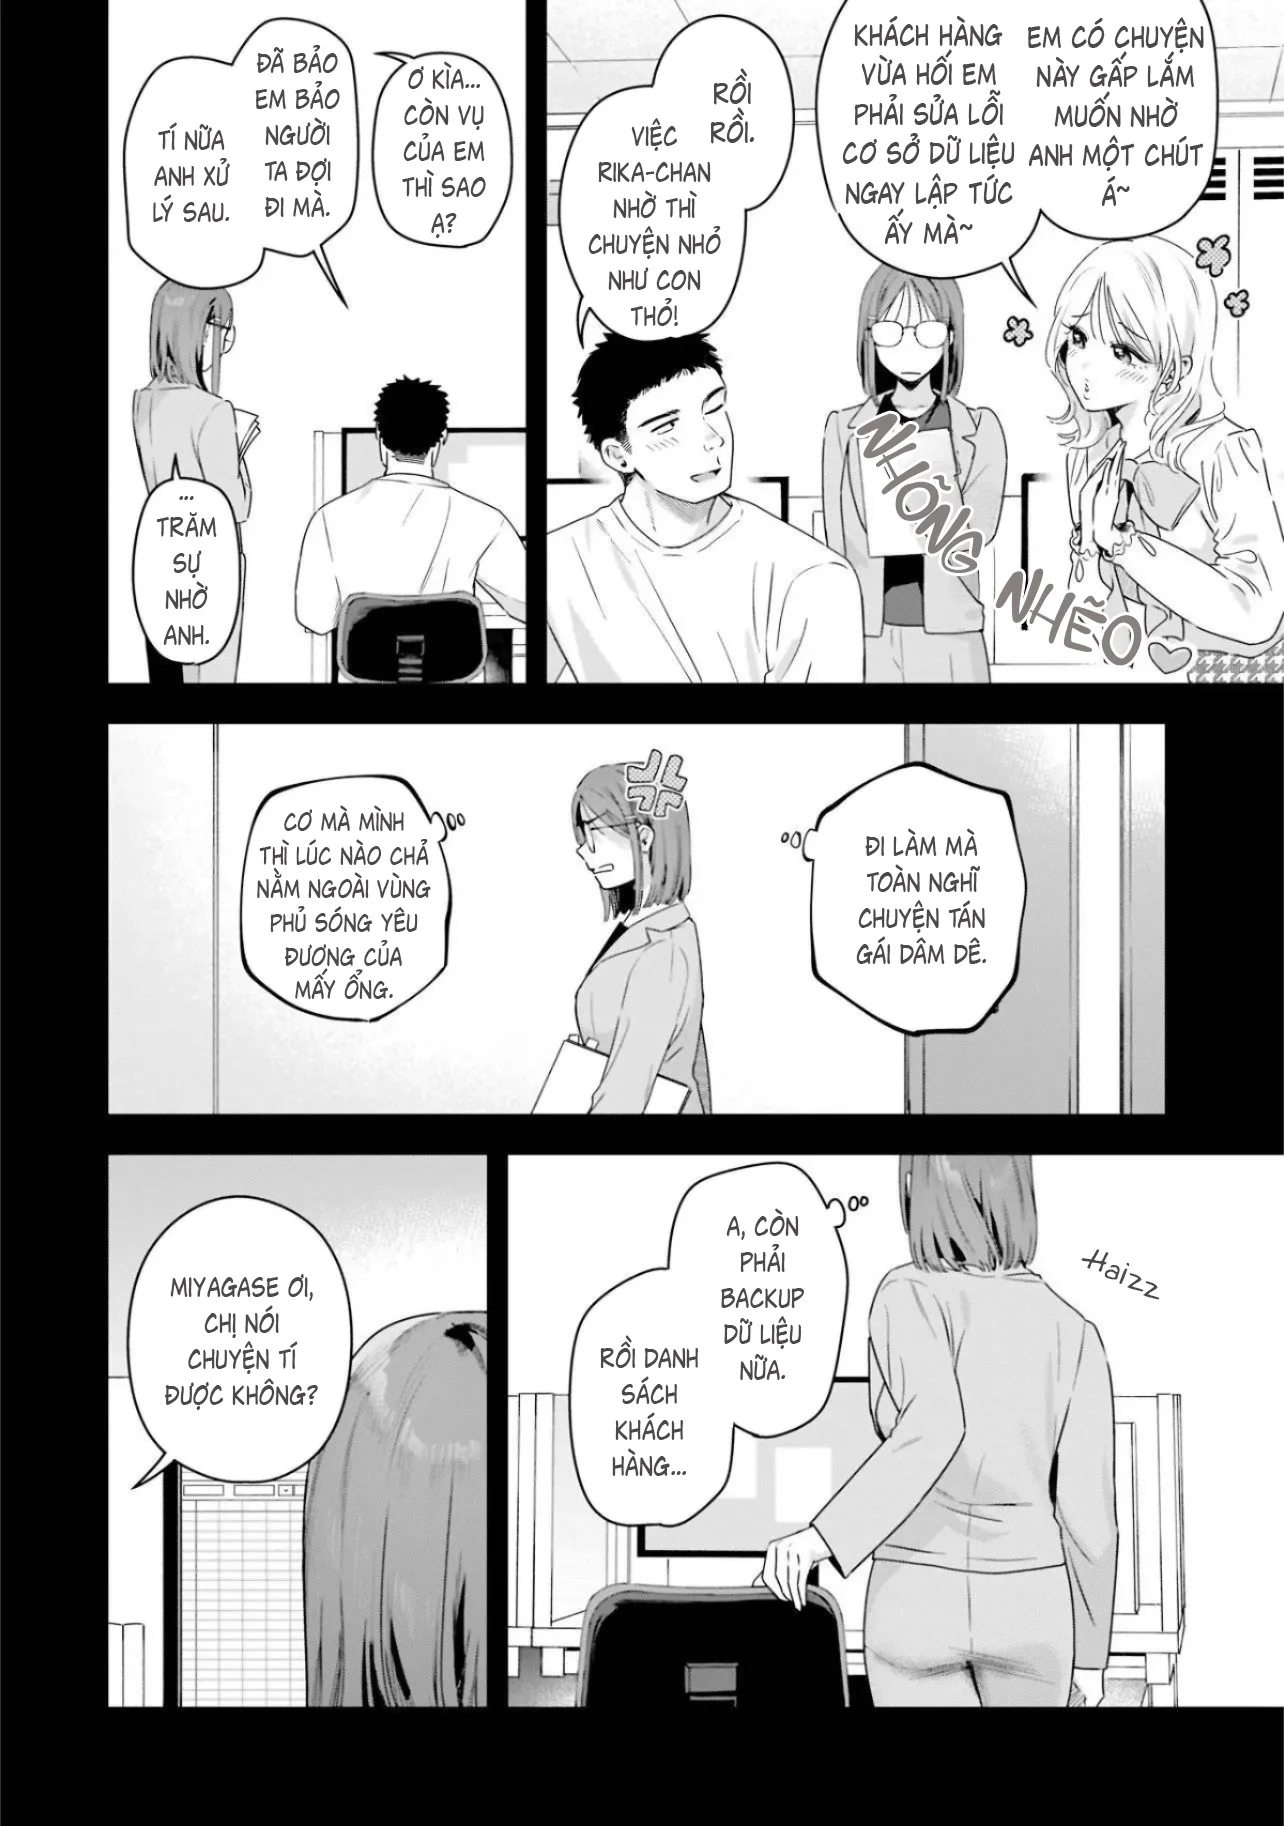 EM CÓ CHUYỆN
NÀY GẤP LẮM
MUỐN NHỜ
ANH MỘT CHÚT
Á~
KHÁCH HÀNG
VỪA HỐI EM
PHẢI SỬA LỖI
CƠ SỞ DỮ LIỆU
NGAY LẬP TỨC
ẤY MÀ~
NHÕNG
NHẼO
RỒI
RỒI.
VIỆC
RIKA-CHAN
NHỜ THÌ
CHUYỆN NHỎ
NHƯ CON
THỎ!
Ơ KÌA...
CÒN VỤ
CỦA EM
THÌ SAO
Ạ?
ĐÃ BẢO
EM BẢO
NGƯỜI
TA ĐỢI
ĐI MÀ.
TÍ NỮA
ANH XỬ
LÝ SAU.
...
TRĂM
SỰ
NHỜ
ANH.
ĐI LÀM MÀ
TOÀN NGHĨ
CHUYỆN TÁN
GÁI DÂM DÊ.
CƠ MÀ MÌNH
THÌ LÚC NÀO CHẢ
NẰM NGOÀI VÙNG
PHỦ SÓNG YÊU
ĐƯƠNG CỦA
MẤY ỔNG.
Haizz
A, CÒN
PHẢI
BACKUP
DỮ LIỆU
NỮA.
RỒI DANH
SÁCH
KHÁCH
HÀNG...
MIYAGASE ƠI,
CHỊ NÓI
CHUYỆN TÍ
ĐƯỢC KHÔNG?